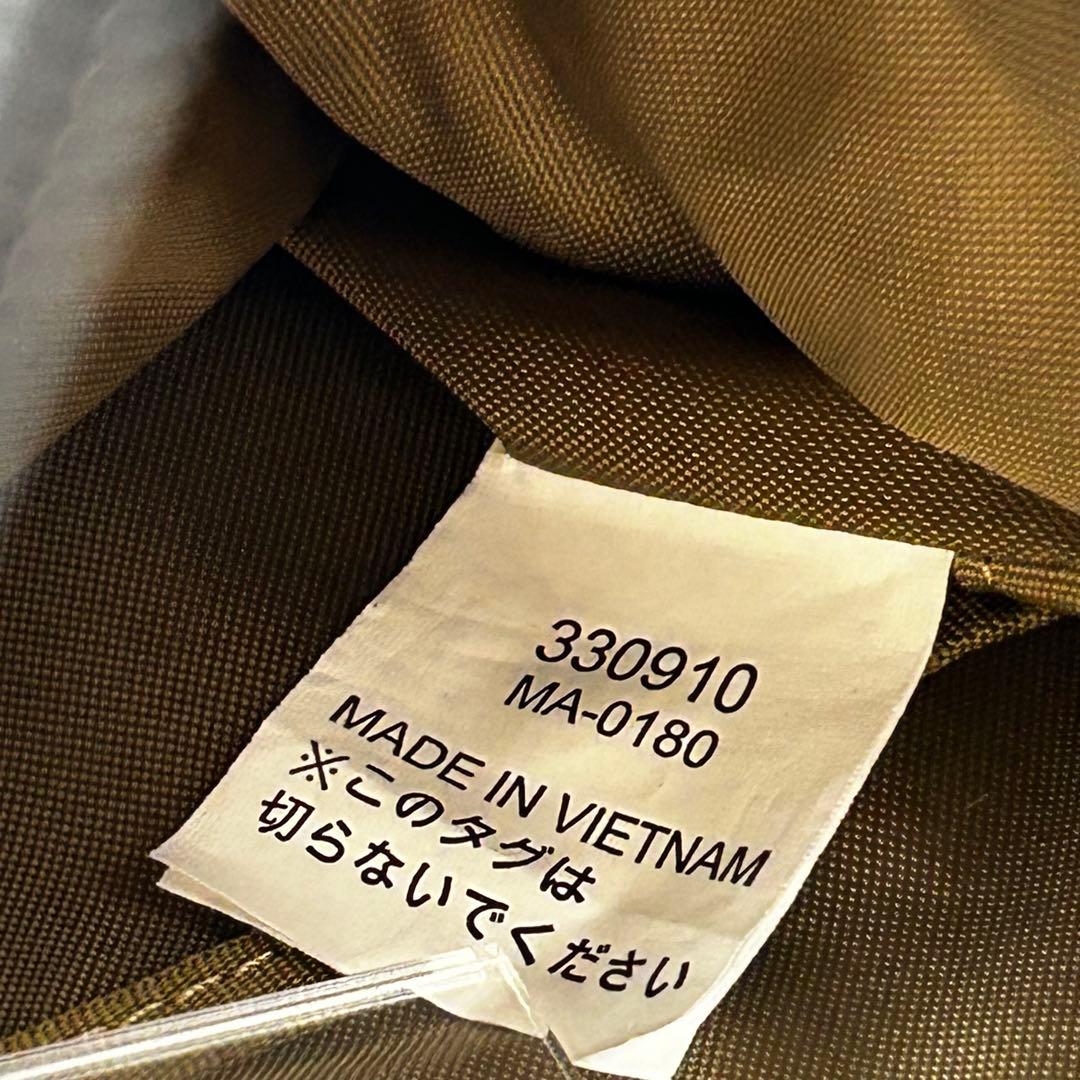 330910
MA-0180
MADE IN VIETNAM
※このタグは
切らないでください